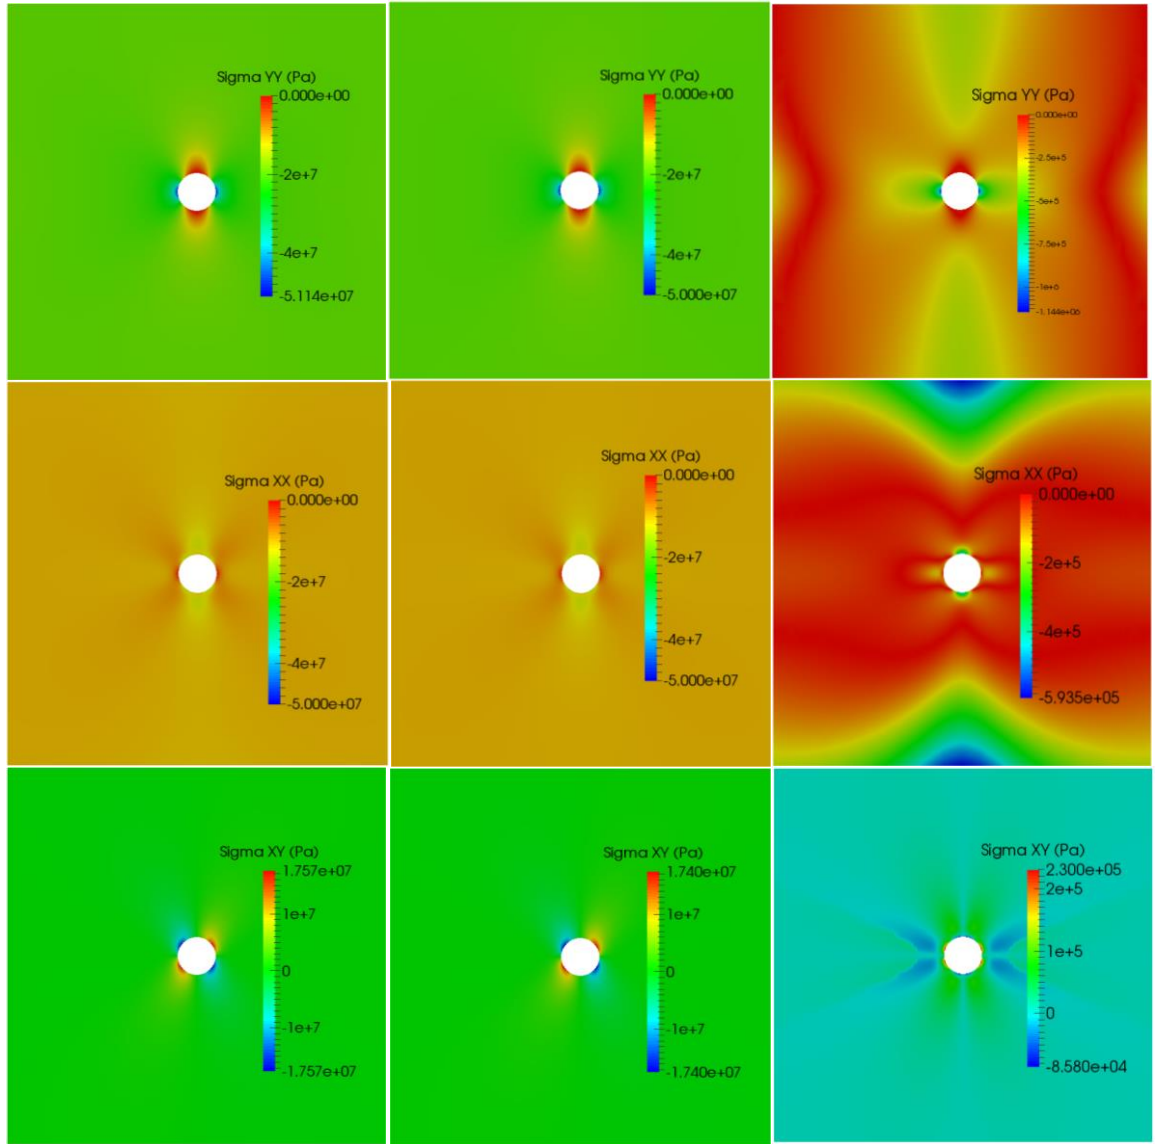 Sigma YY (Pa)
0.000e+00
-2e+7
-4e+7
-5.114e+07
Sigma YY (Pa)
0.000e+00
-2e+7
-4e+7
-5.000e+07
Sigma YY (Pa)
0.000e+00
-2.5e+5
-5e+5
-7.5e+5
-1e+6
-1.144e+06
Sigma XX (Pa)
0.000e+00
-2e+7
-4e+7
-5.000e+07
Sigma XX (Pa)
0.000e+00
-2e+7
-4e+7
-5.000e+07
Sigma XX (Pa)
0.000e+00
-2e+5
-4e+5
-5.935e+05
Sigma XY (Pa)
1.757e+07
1e+7
0
-1e+7
-1.757e+07
Sigma XY (Pa)
1.740e+07
1e+7
0
-1e+7
-1.740e+07
Sigma XY (Pa)
2.300e+05
2e+5
1e+5
0
-8.580e+04